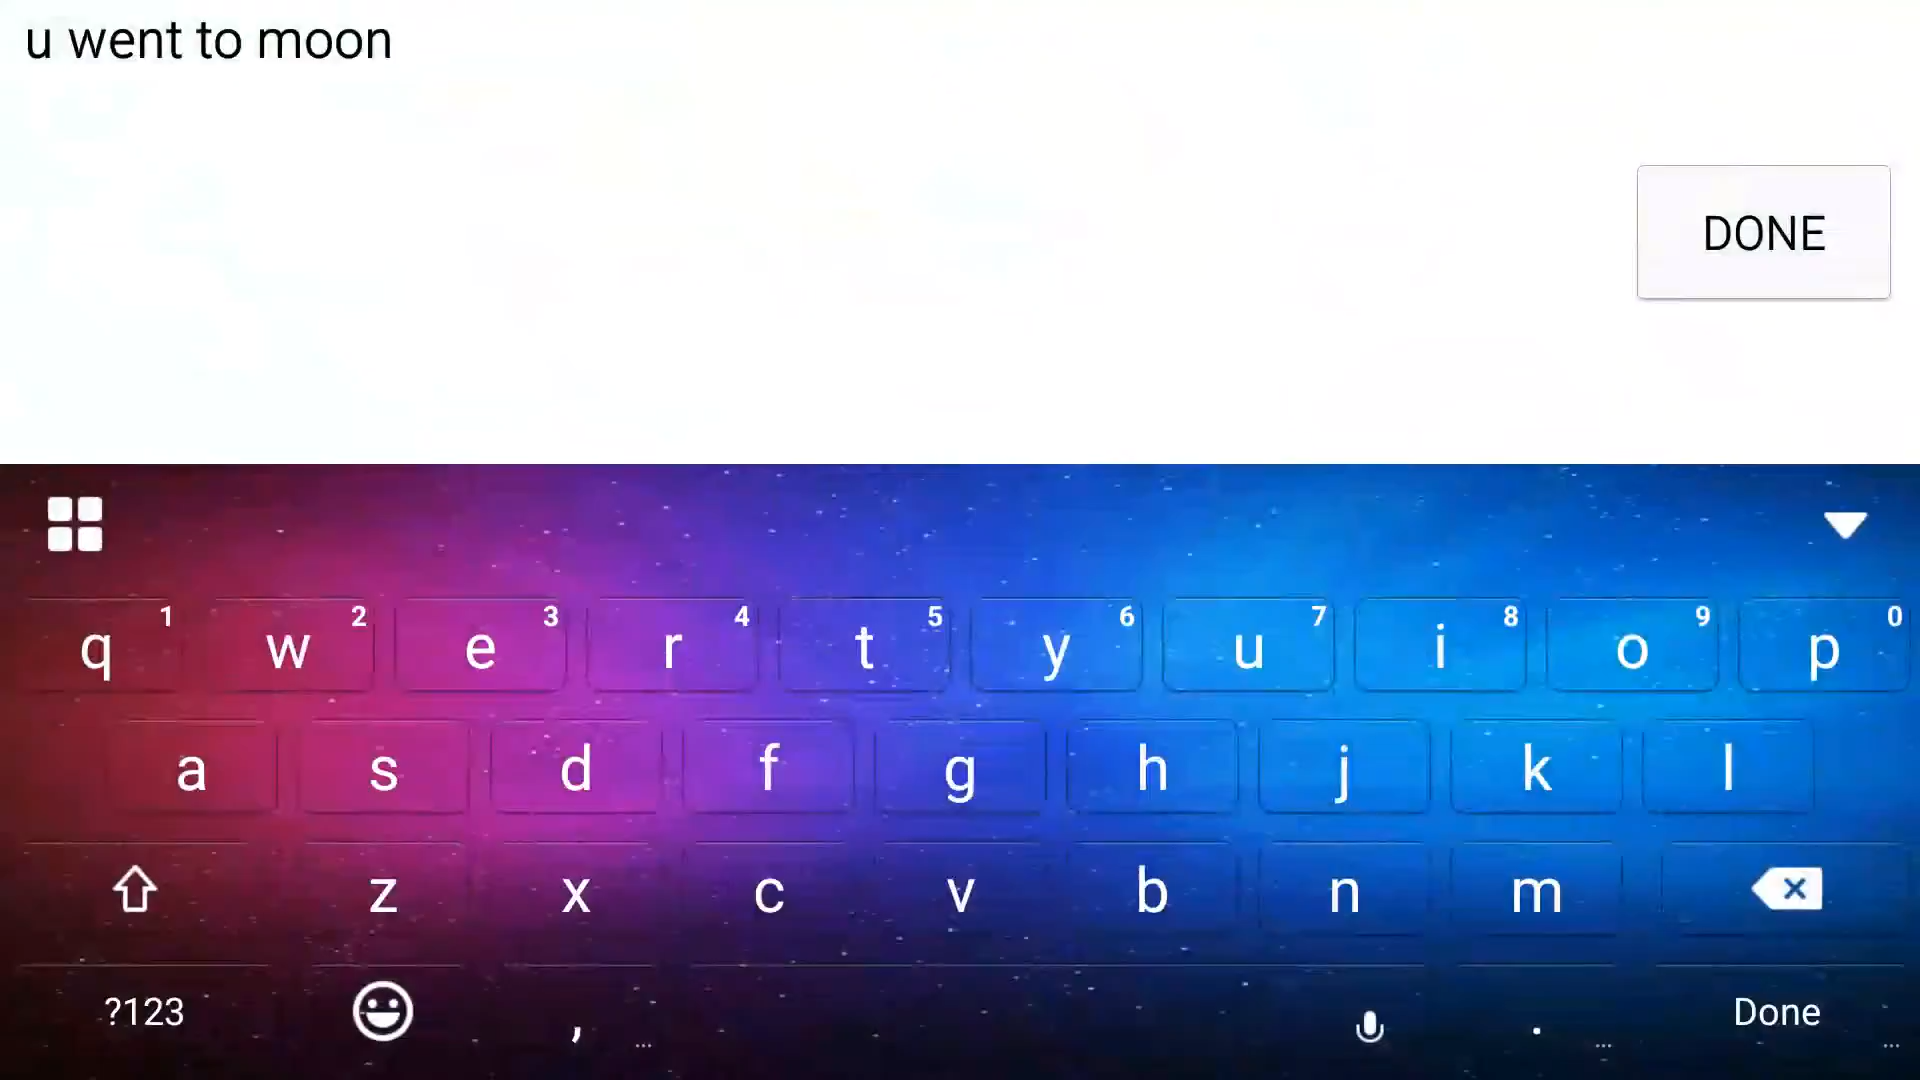 u went to moon
DONE
1 2 3 4 5 6 7 8 9 0
q w e r t y u i o p
a s d f g h j k l
z x c v b n m
?123 , ... . ... Done ...